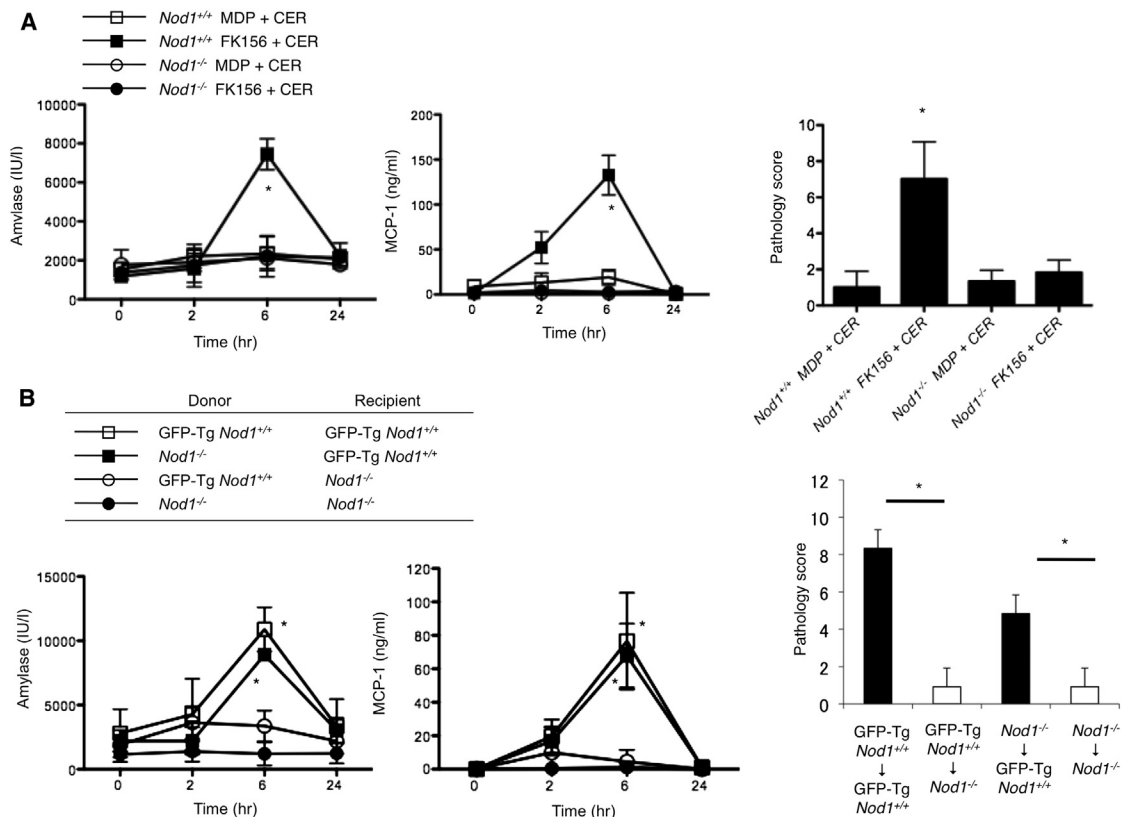 A
Nod1+/+ MDP + CER
Nod1+/+ FK156 + CER
Nod1-/- MDP + CER
Nod1-/- FK156 + CER
Amylase (IU/l)
10000
8000
6000
4000
2000
0
*
0 2 6 24
Time (hr)
MCP-1 (ng/ml)
200
150
100
50
0
*
0 2 6 24
Time (hr)
Pathology score
10
8
6
4
2
0
*
Nod1+/+ MDP + CER
Nod1+/+ FK156 + CER
Nod1-/- MDP + CER
Nod1-/- FK156 + CER
B
Donor Recipient
GFP-Tg Nod1+/+ GFP-Tg Nod1+/+
Nod1-/- GFP-Tg Nod1+/+
GFP-Tg Nod1+/+ Nod1-/-
Nod1-/- Nod1-/-
Amylase (IU/l)
15000
10000
5000
0
*
*
0 2 6 24
Time (hr)
MCP-1 (ng/ml)
120
100
80
60
40
20
0
*
*
0 2 6 24
Time (hr)
Pathology score
12
10
8
6
4
2
0
*
*
GFP-Tg GFP-Tg Nod1-/- Nod1-/-
Nod1+/+ Nod1+/+ ↓ ↓
↓ ↓ GFP-Tg Nod1-/-
GFP-Tg Nod1-/- Nod1+/+
Nod1+/+